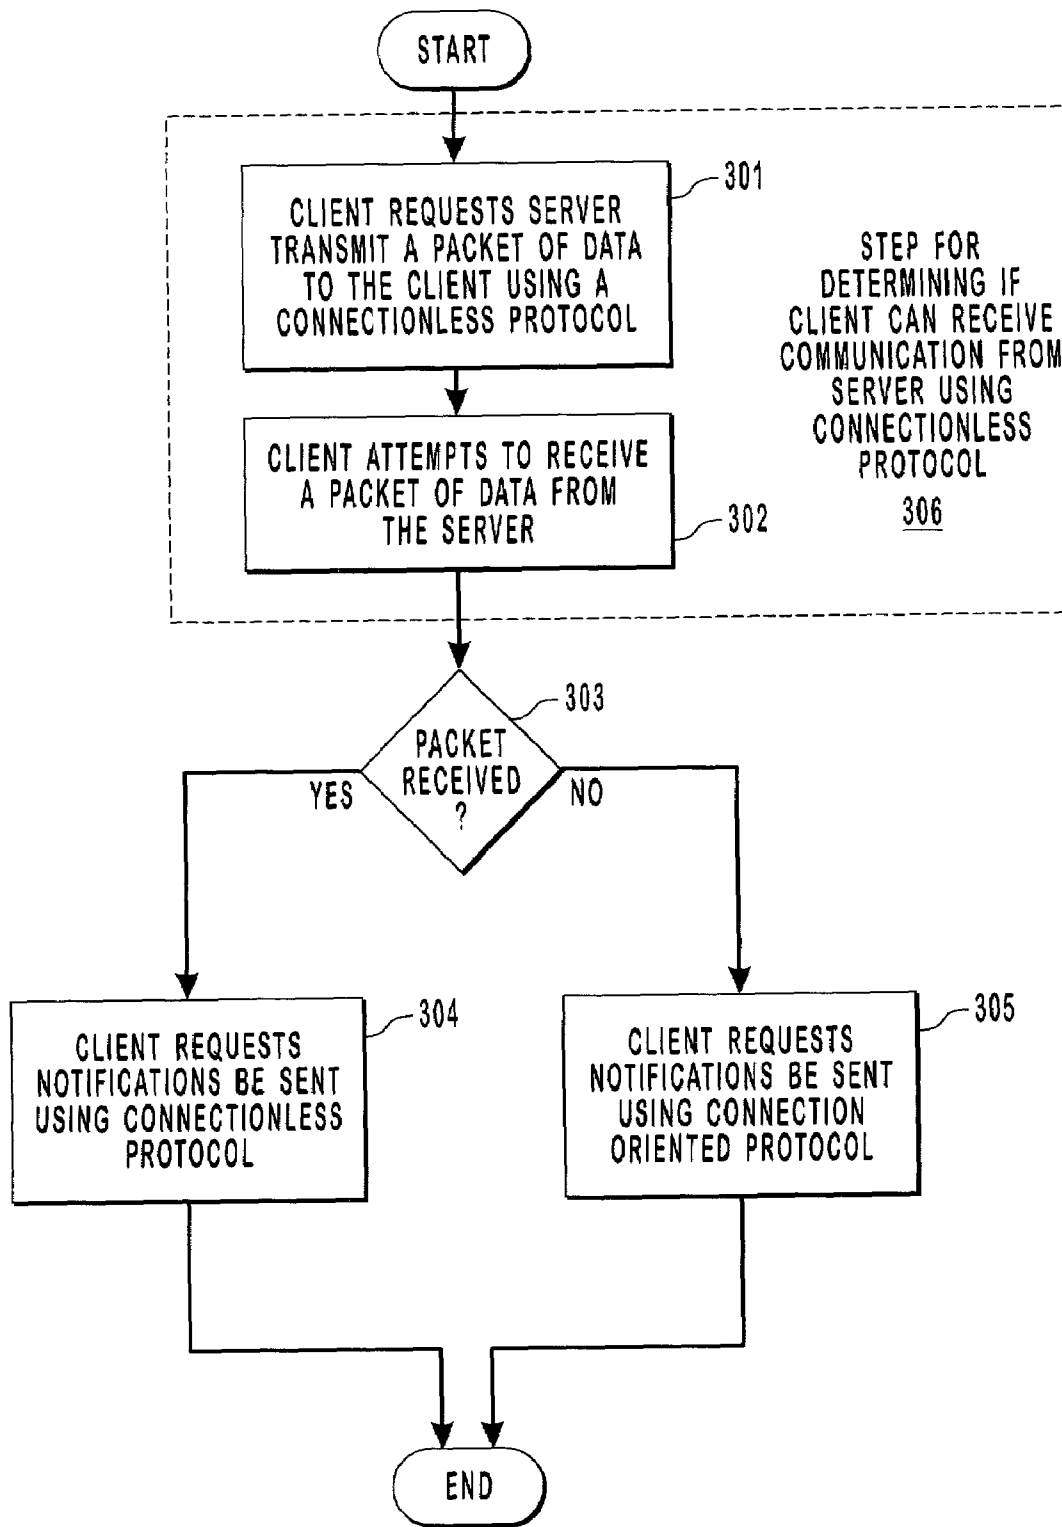 START
301
CLIENT REQUESTS SERVER
TRANSMIT A PACKET OF DATA
TO THE CLIENT USING A
CONNECTIONLESS PROTOCOL
STEP FOR
DETERMINING IF
CLIENT CAN RECEIVE
COMMUNICATION FROM
SERVER USING
CONNECTIONLESS
PROTOCOL
306
CLIENT ATTEMPTS TO RECEIVE
A PACKET OF DATA FROM
THE SERVER
302
303
PACKET
RECEIVED
?
YES
NO
304
CLIENT REQUESTS
NOTIFICATIONS BE SENT
USING CONNECTIONLESS
PROTOCOL
305
CLIENT REQUESTS
NOTIFICATIONS BE SENT
USING CONNECTION
ORIENTED PROTOCOL
END